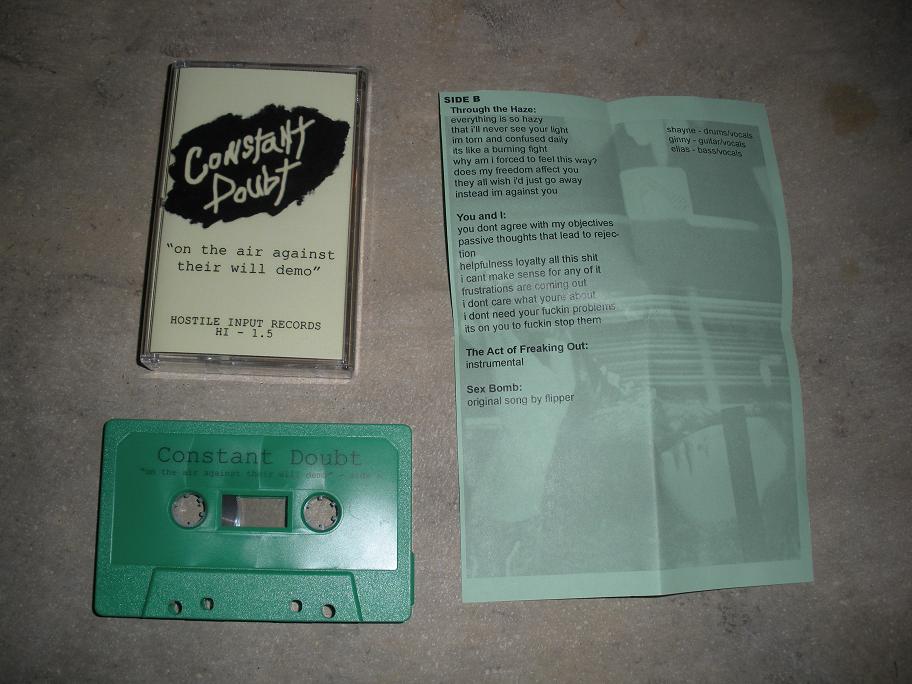 Constant
Doubt
"on the air against
their will demo"
HOSTILE INPUT RECORDS
HI - 1.5
Constant Doubt
"on the air against their will demo" - side
SIDE B
Through the Haze:
everything is so hazy
that i'll never see your light
im torn and confused daily
its like a burning fight
why am i forced to feel this way?
does my freedom affect you
they all wish i'd just go away
instead im against you
You and I:
you dont agree with my objectives
passive thoughts that lead to rejec-
tion
helpfulness loyalty all this shit
i cant make sense for any of it
frustrations are coming out
i dont care what youre about
i dont need your fuckin problems
its on you to fuckin stop them
The Act of Freaking Out:
instrumental
Sex Bomb:
original song by flipper
shayne - drums/vocals
ginny - guitar/vocals
elias - bass/vocals